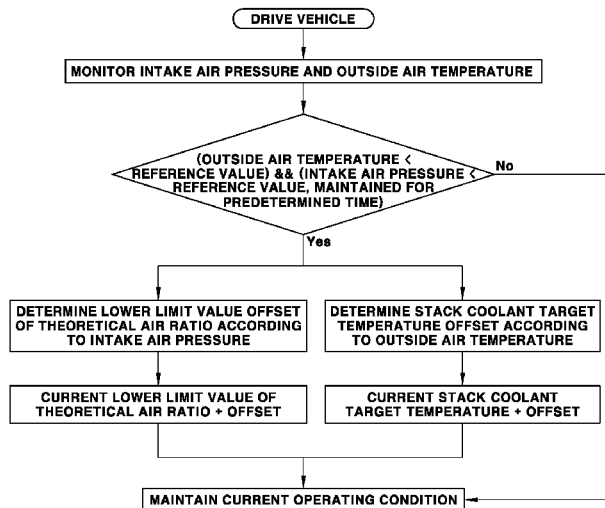 DRIVE VEHICLE
MONITOR INTAKE AIR PRESSURE AND OUTSIDE AIR TEMPERATURE
(OUTSIDE AIR TEMPERATURE <
REFERENCE VALUE) && (INTAKE AIR PRESSURE <
REFERENCE VALUE, MAINTAINED FOR
PREDETERMINED TIME)
No
Yes
DETERMINE LOWER LIMIT VALUE OFFSET
OF THEORETICAL AIR RATIO ACCORDING
TO INTAKE AIR PRESSURE
DETERMINE STACK COOLANT TARGET
TEMPERATURE OFFSET ACCORDING
TO OUTSIDE AIR TEMPERATURE
CURRENT LOWER LIMIT VALUE OF
THEORETICAL AIR RATIO + OFFSET
CURRENT STACK COOLANT
TARGET TEMPERATURE + OFFSET
MAINTAIN CURRENT OPERATING CONDITION